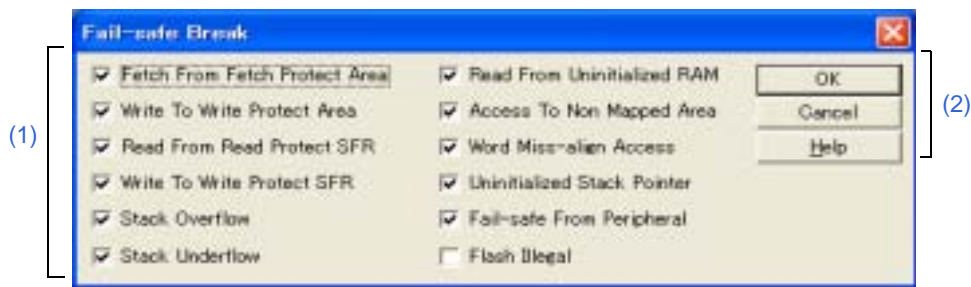 Fail-safe Break
(1)
Fetch From Fetch Protect Area
Write To Write Protect Area
Read From Read Protect SFR
Write To Write Protect SFR
Stack Overflow
Stack Underflow
Read From Uninitialized RAM
Access To Non Mapped Area
Word Miss-align Access
Uninitialized Stack Pointer
Fail-safe From Peripheral
Flash Illegal
OK
Cancel
Help
(2)